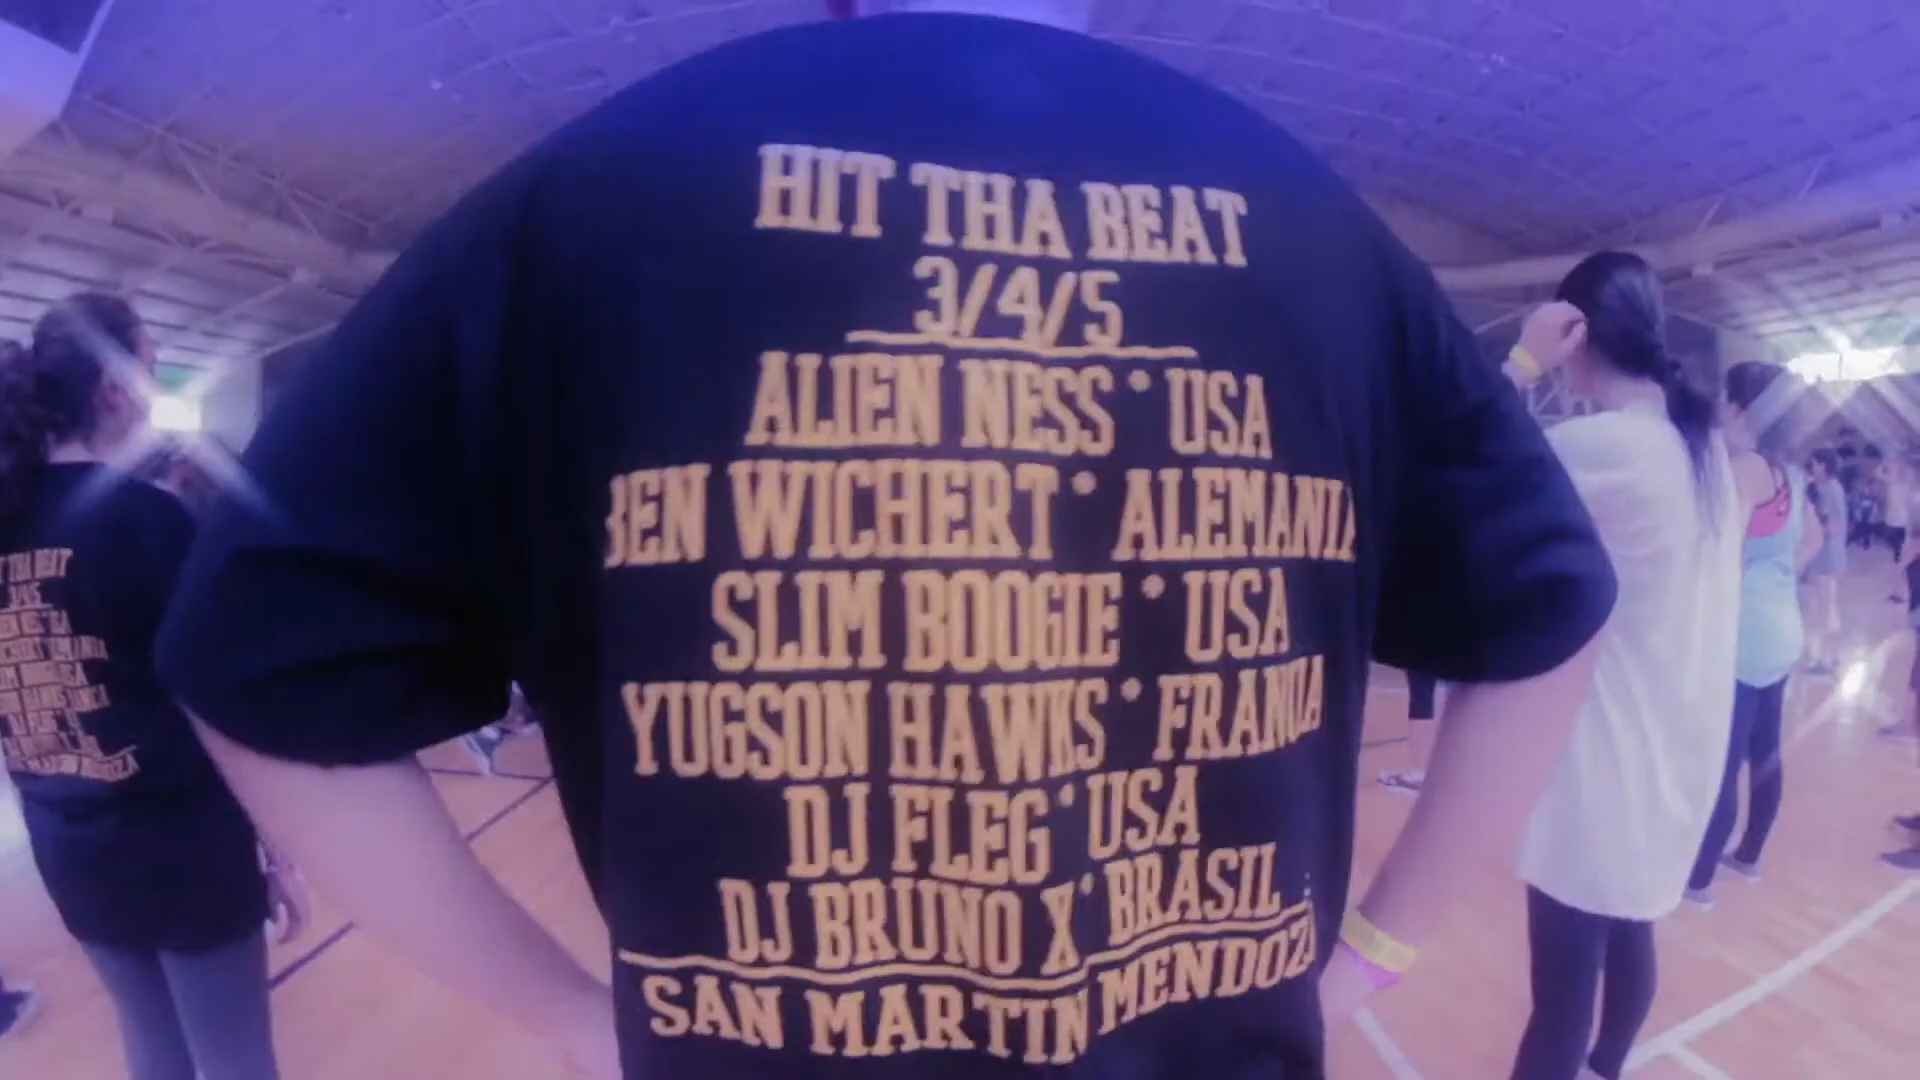 HIT THA BEAT
3/4/5
ALIEN NESS * USA
BEN WICHERT * ALEMANIA
SLIM BOOGIE * USA
YUGSON HAWKS * FRANCIA
DJ FLEG * USA
DJ BRUNO X * BRASIL
SAN MARTIN MENDOZA